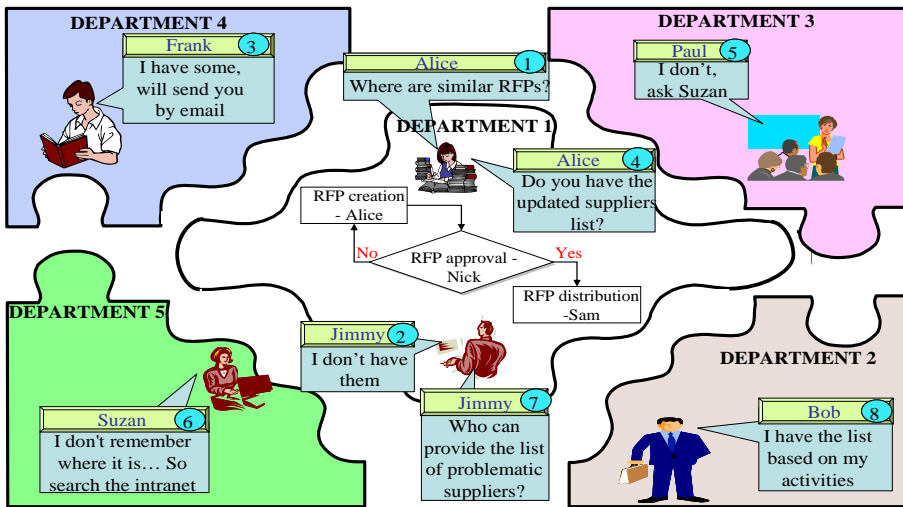 DEPARTMENT 4
Frank
3
I have some,
will send you
by email
Alice
1
Where are similar RFPs?
DEPARTMENT 3
Paul
5
I don't,
ask Suzan
DEPARTMENT 1
Alice
4
Do you have the
updated suppliers
list?
RFP creation
- Alice
No
RFP approval -
Nick
Yes
RFP distribution
-Sam
DEPARTMENT 5
Jimmy
2
I don't have
them
Suzan
6
I don't remember
where it is… So
search the intranet
Jimmy
7
Who can
provide the list
of problematic
suppliers?
DEPARTMENT 2
Bob
8
I have the list
based on my
activities